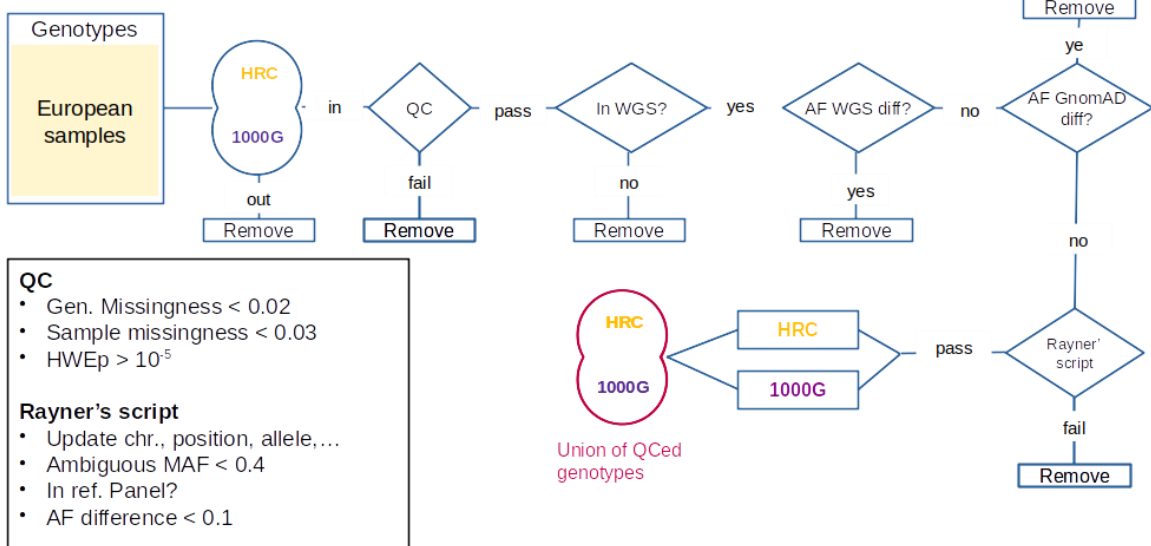 Genotypes
European
samples
HRC
1000G
in
out
Remove
QC
pass
fail
Remove
In WGS?
yes
no
Remove
AF WGS diff?
no
yes
Remove
Remove
ye
AF GnomAD
diff?
no
Rayner'
script
fail
Remove
pass
HRC
1000G
HRC
1000G
Union of QCed
genotypes
QC
• Gen. Missingness < 0.02
• Sample missingness < 0.03
• HWEp > 10-5
Rayner's script
• Update chr., position, allele,…
• Ambiguous MAF < 0.4
• In ref. Panel?
• AF difference < 0.1